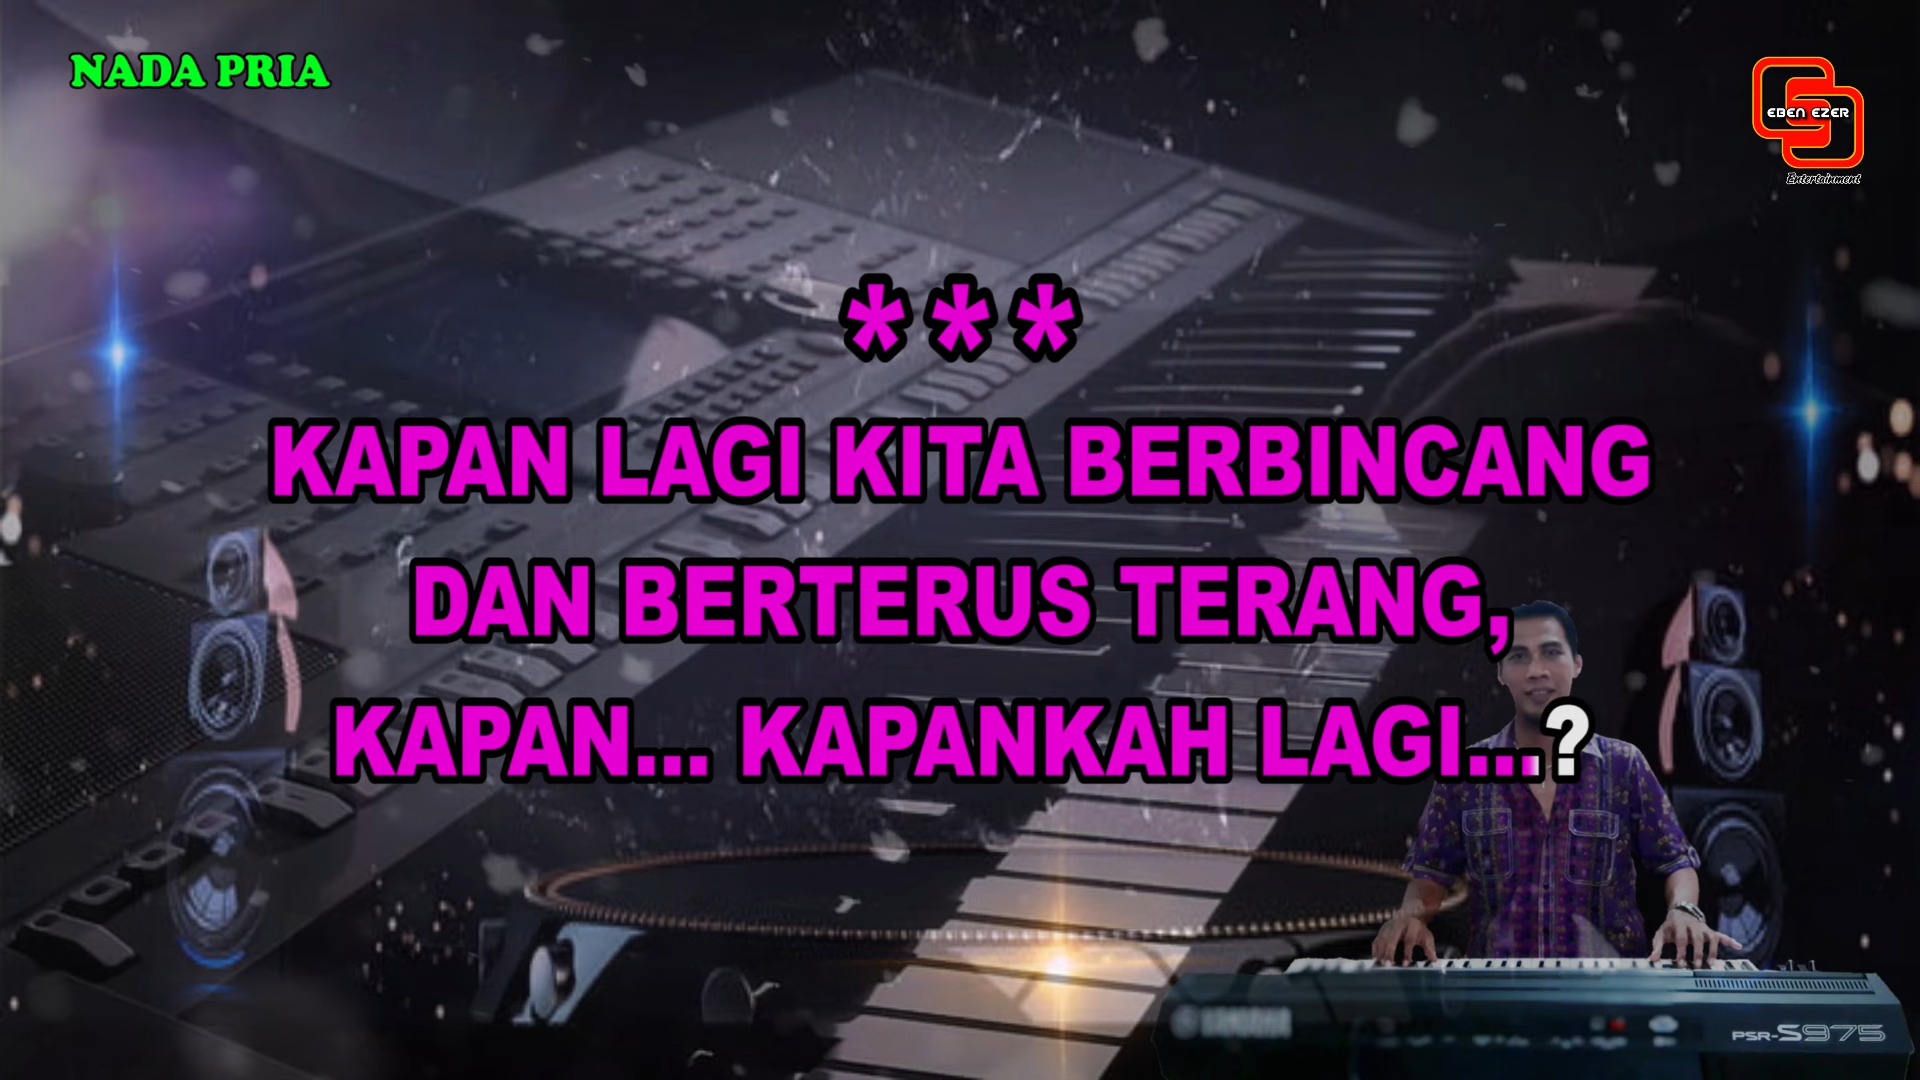 NADA PRIA
EBEN EZER
Entertainment
***
KAPAN LAGI KITA BERBINCANG
DAN BERTERUS TERANG,
KAPAN... KAPANKAH LAGI...?
PSR-S975